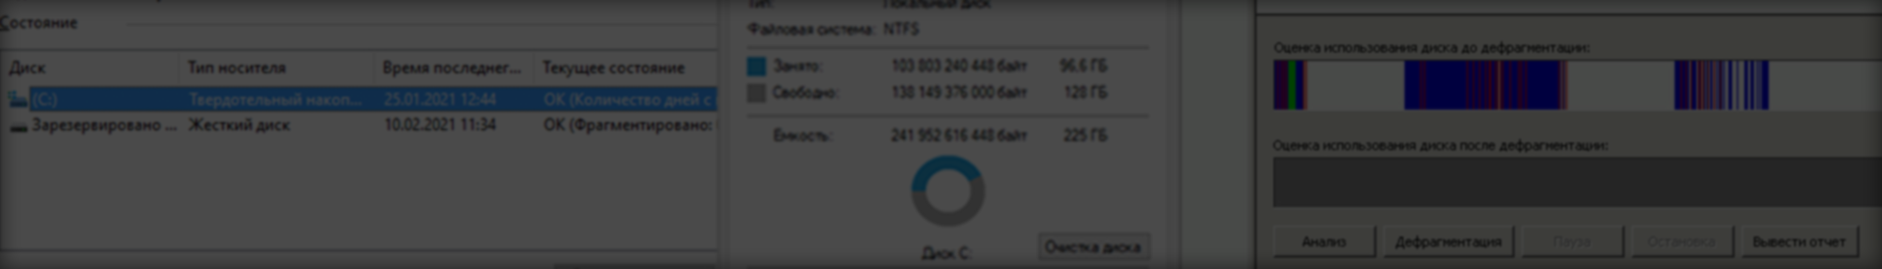 Состояние
Диск Тип носителя Время последнег... Текущее состояние
(C:) Твердотельный накоп... 25.01.2021 12:44 ОК (Количество дней с
Зарезервировано ... Жесткий диск 10.02.2021 11:34 ОК (Фрагментировано:
Тип: Локальный диск
Файловая система: NTFS
Занято: 103 803 240 448 байт 96,6 ГБ
Свободно: 138 149 376 000 байт 128 ГБ
Емкость: 241 952 616 448 байт 225 ГБ
Диск C:
Очистка диска
Оценка использования диска до дефрагментации:
Оценка использования диска после дефрагментации:
Анализ Дефрагментация Пауза Остановка Вывести отчет